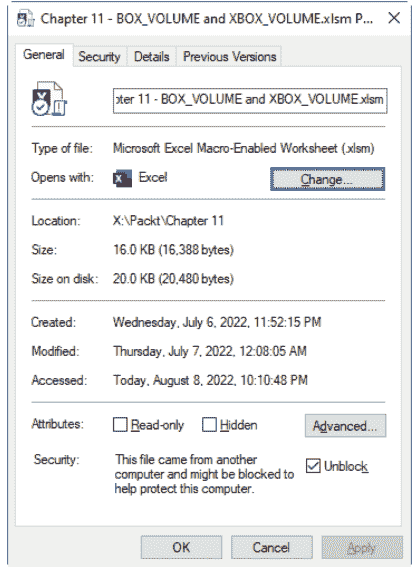 Chapter 11 - BOX_VOLUME and XBOX_VOLUME.xlsm P...
General Security Details Previous Versions
ter 11 - BOX_VOLUME and XBOX_VOLUME.xlsm
Type of file: Microsoft Excel Macro-Enabled Worksheet (.xlsm)
Opens with: Excel Change...
Location: X:\Packt\Chapter 11
Size: 16.0 KB (16,388 bytes)
Size on disk: 20.0 KB (20,480 bytes)
Created: Wednesday, July 6, 2022, 11:52:15 PM
Modified: Thursday, July 7, 2022, 12:08:05 AM
Accessed: Today, August 8, 2022, 10:10:48 PM
Attributes: Read-only Hidden Advanced...
Security: This file came from another
computer and might be blocked to
help protect this computer.
Unblock
OK Cancel Apply